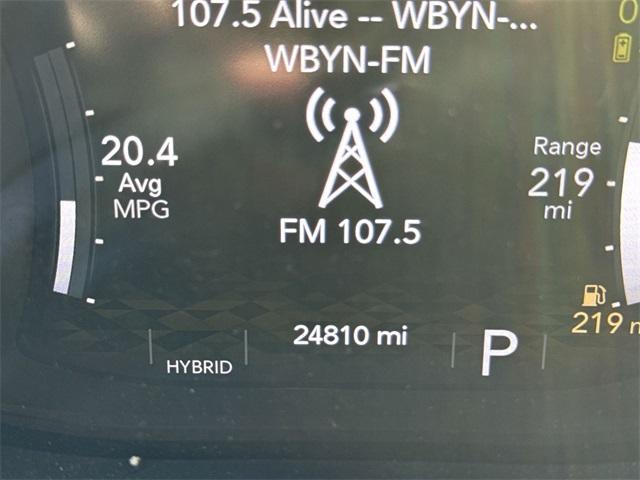 107.5 Alive -- WBYN-...
WBYN-FM
0
20.4
Avg
MPG
Range
219
mi
FM 107.5
219 m
24810 mi
HYBRID
P